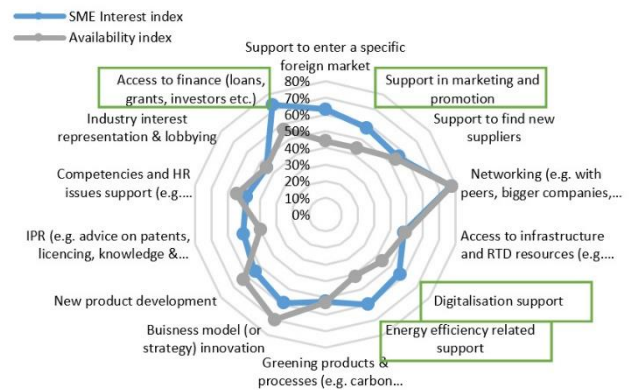 SME Interest index
Availability index
Support to enter a specific
foreign market
80%
70%
60%
50%
40%
30%
20%
10%
0%
Support in marketing and
promotion
Support to find new
suppliers
Networking (e.g. with
peers, bigger companies,...
Access to infrastructure
and RTD resources (e.g....
Digitalisation support
Energy efficiency related
support
Greening products &
processes (e.g. carbon...
Buisness model (or
strategy) innovation
New product development
IPR (e.g. advice on patents,
licencing, knowledge &...
Competencies and HR
issues support (e.g....
Industry interest
representation & lobbying
Access to finance (loans,
grants, investors etc.)